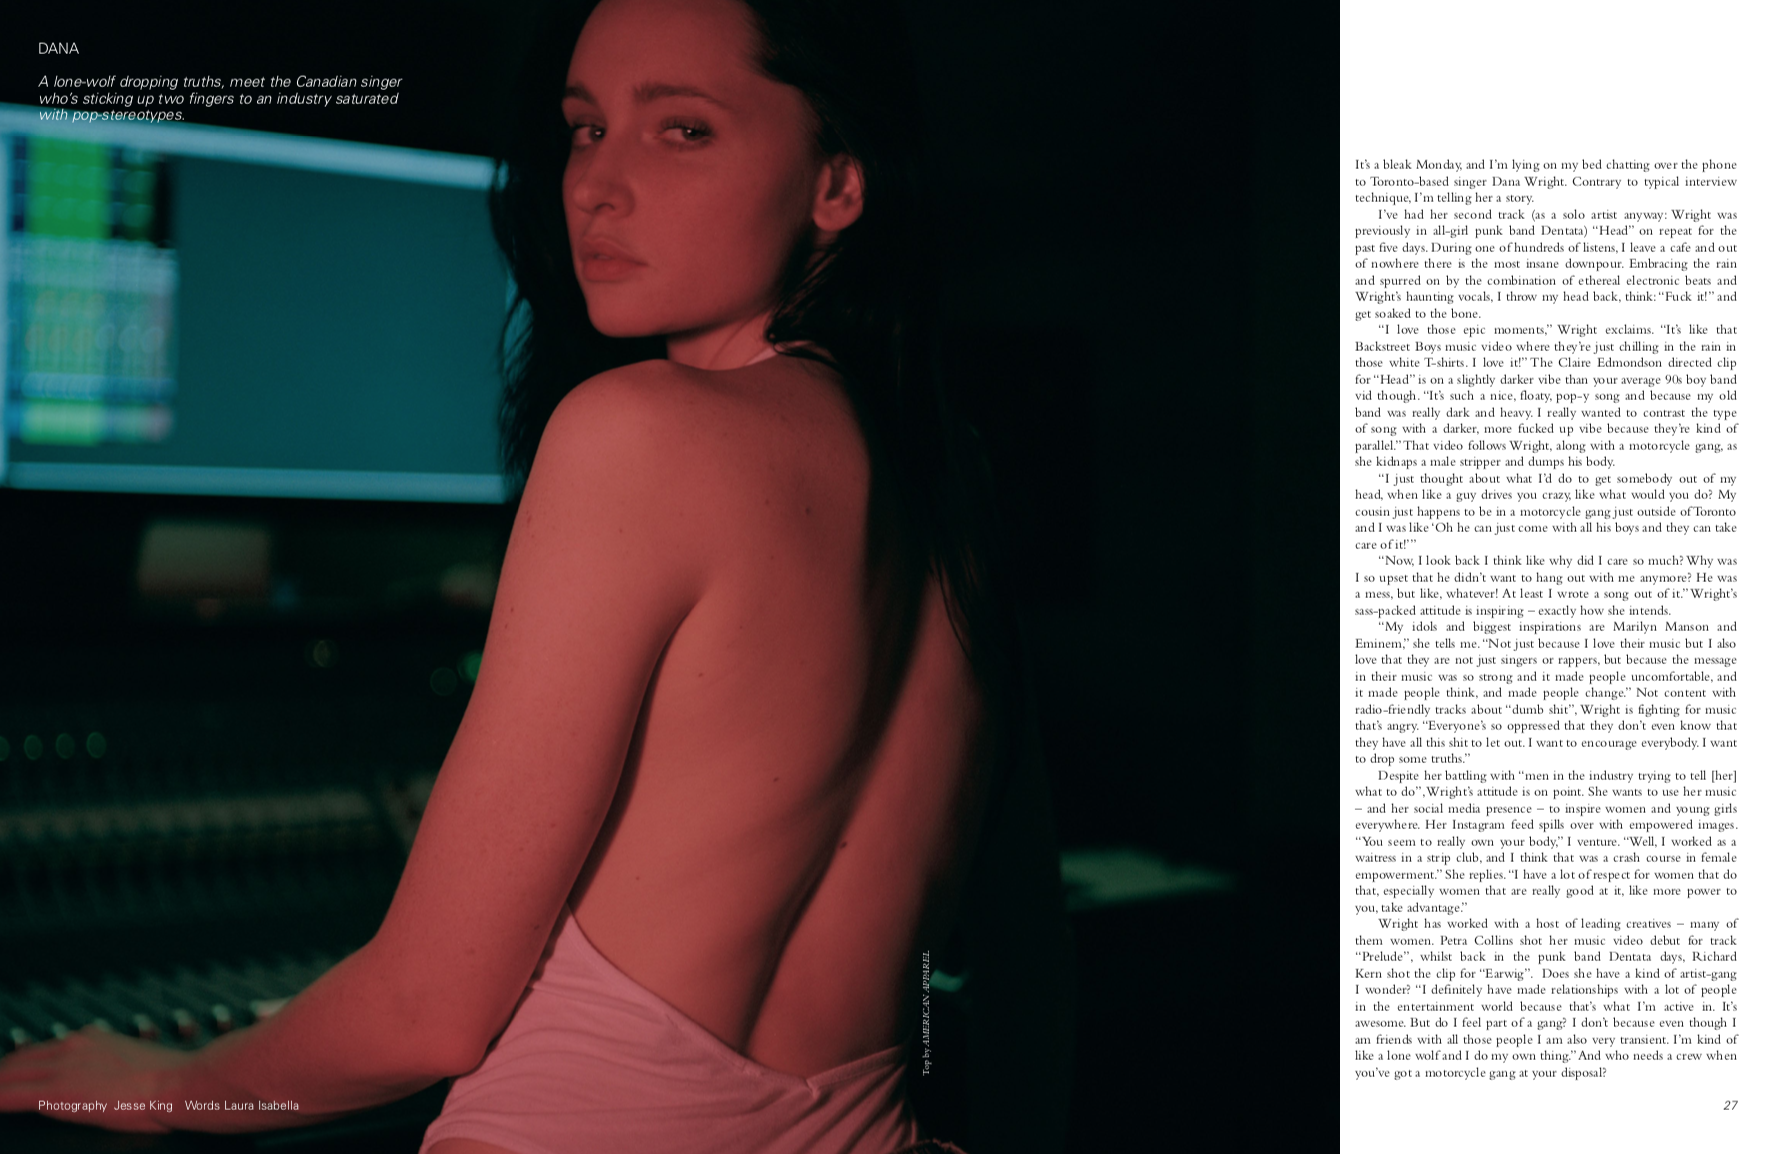 DANA
A lone-wolf dropping truths, meet the Canadian singer
who's sticking up two fingers to an industry saturated
with pop-stereotypes.
It's a bleak Monday, and I'm lying on my bed chatting over the phone
to Toronto-based singer Dana Wright. Contrary to typical interview
technique, I'm telling her a story.
I've had her second track (as a solo artist anyway: Wright was
previously in all-girl punk band Dentata) “Head” on repeat for the
past five days. During one of hundreds of listens, I leave a cafe and out
of nowhere there is the most insane downpour. Embracing the rain
and spurred on by the combination of ethereal electronic beats and
Wright's haunting vocals, I throw my head back, think: “Fuck it!” and
get soaked to the bone.
“I love those epic moments,” Wright exclaims. “It's like that
Backstreet Boys music video where they're just chilling in the rain in
those white T-shirts. I love it!” The Claire Edmondson directed clip
for “Head” is on a slightly darker vibe than your average 90s boy band
vid though. “It's such a nice, floaty, pop-y song and because my old
band was really dark and heavy. I really wanted to contrast the type
of song with a darker, more fucked up vibe because they're kind of
parallel.” That video follows Wright, along with a motorcycle gang, as
she kidnaps a male stripper and dumps his body.
“I just thought about what I'd do to get somebody out of my
head, when like a guy drives you crazy, like what would you do? My
cousin just happens to be in a motorcycle gang just outside of Toronto
and I was like ‘Oh he can just come with all his boys and they can take
care of it!’”
“Now, I look back I think like why did I care so much? Why was
I so upset that he didn't want to hang out with me anymore? He was
a mess, but like, whatever! At least I wrote a song out of it.” Wright's
sass-packed attitude is inspiring – exactly how she intends.
“My idols and biggest inspirations are Marilyn Manson and
Eminem,” she tells me. “Not just because I love their music but I also
love that they are not just singers or rappers, but because the message
in their music was so strong and it made people uncomfortable, and
it made people think, and made people change.” Not content with
radio-friendly tracks about “dumb shit”, Wright is fighting for music
that's angry. “Everyone's so oppressed that they don't even know that
they have all this shit to let out. I want to encourage everybody. I want
to drop some truths.”
Despite her battling with “men in the industry trying to tell [her]
what to do”, Wright's attitude is on point. She wants to use her music
– and her social media presence – to inspire women and young girls
everywhere. Her Instagram feed spills over with empowered images.
“You seem to really own your body,” I venture. “Well, I worked as a
waitress in a strip club, and I think that was a crash course in female
empowerment.” She replies. “I have a lot of respect for women that do
that, especially women that are really good at it, like more power to
you, take advantage.”
Wright has worked with a host of leading creatives – many of
them women. Petra Collins shot her music video debut for track
“Prelude”, whilst back in the punk band Dentata days, Richard
Kern shot the clip for “Earwig”. Does she have a kind of artist-gang
I wonder? “I definitely have made relationships with a lot of people
in the entertainment world because that's what I'm active in. It's
awesome. But do I feel part of a gang? I don't because even though I
am friends with all those people I am also very transient. I'm kind of
like a lone wolf and I do my own thing.” And who needs a crew when
you've got a motorcycle gang at your disposal?
Top by AMERICAN APPAREL
Photography Jesse King Words Laura Isabella
27